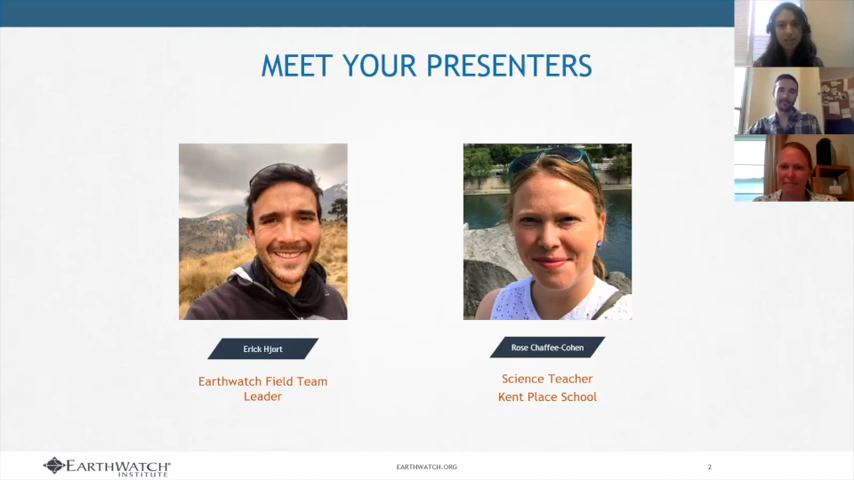 MEET YOUR PRESENTERS
Erick Hjort
Earthwatch Field Team
Leader
Rose Chaffee-Cohen
Science Teacher
Kent Place School
EARTHWATCH
INSTITUTE
EARTHWATCH.ORG
2